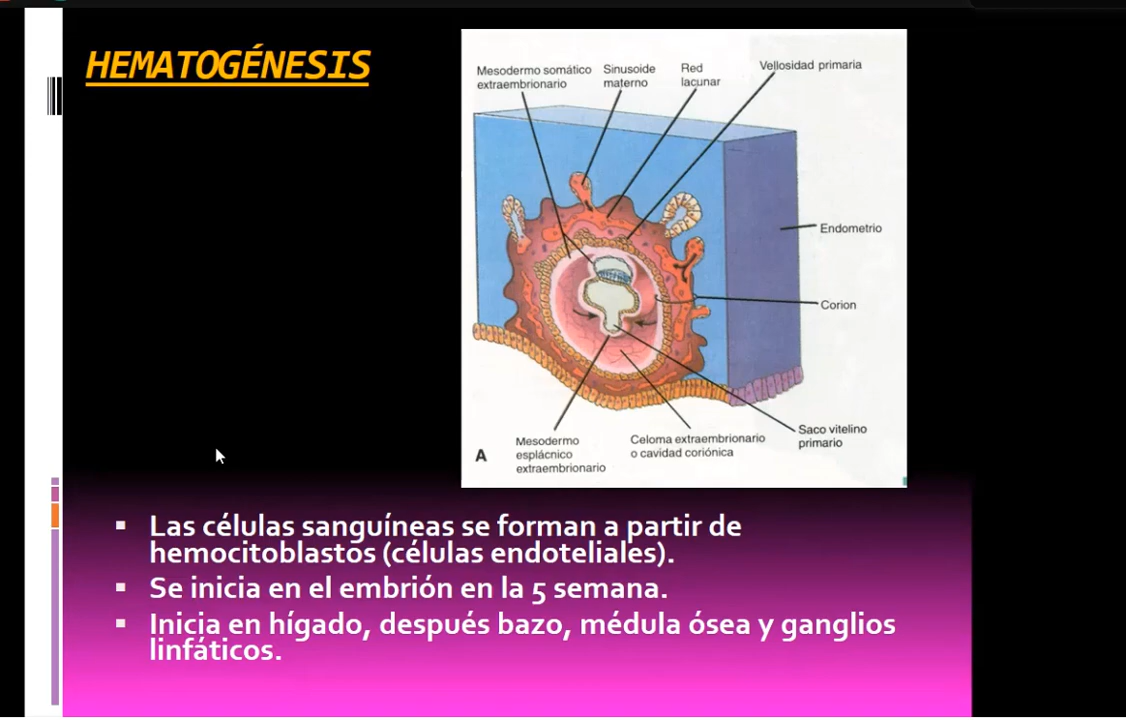 HEMATOGÉNESIS
Mesodermo somático
extraembrionario
Sinusoide
materno
Red
lacunar
Vellosidad primaria
Endometrio
Corion
Saco vitelino
primario
Celoma extraembrionario
o cavidad coriónica
Mesodermo
esplácnico
extraembrionario
A
Las células sanguíneas se forman a partir de
hemocitoblastos (células endoteliales).
Se inicia en el embrión en la 5 semana.
Inicia en hígado, después bazo, médula ósea y ganglios
linfáticos.